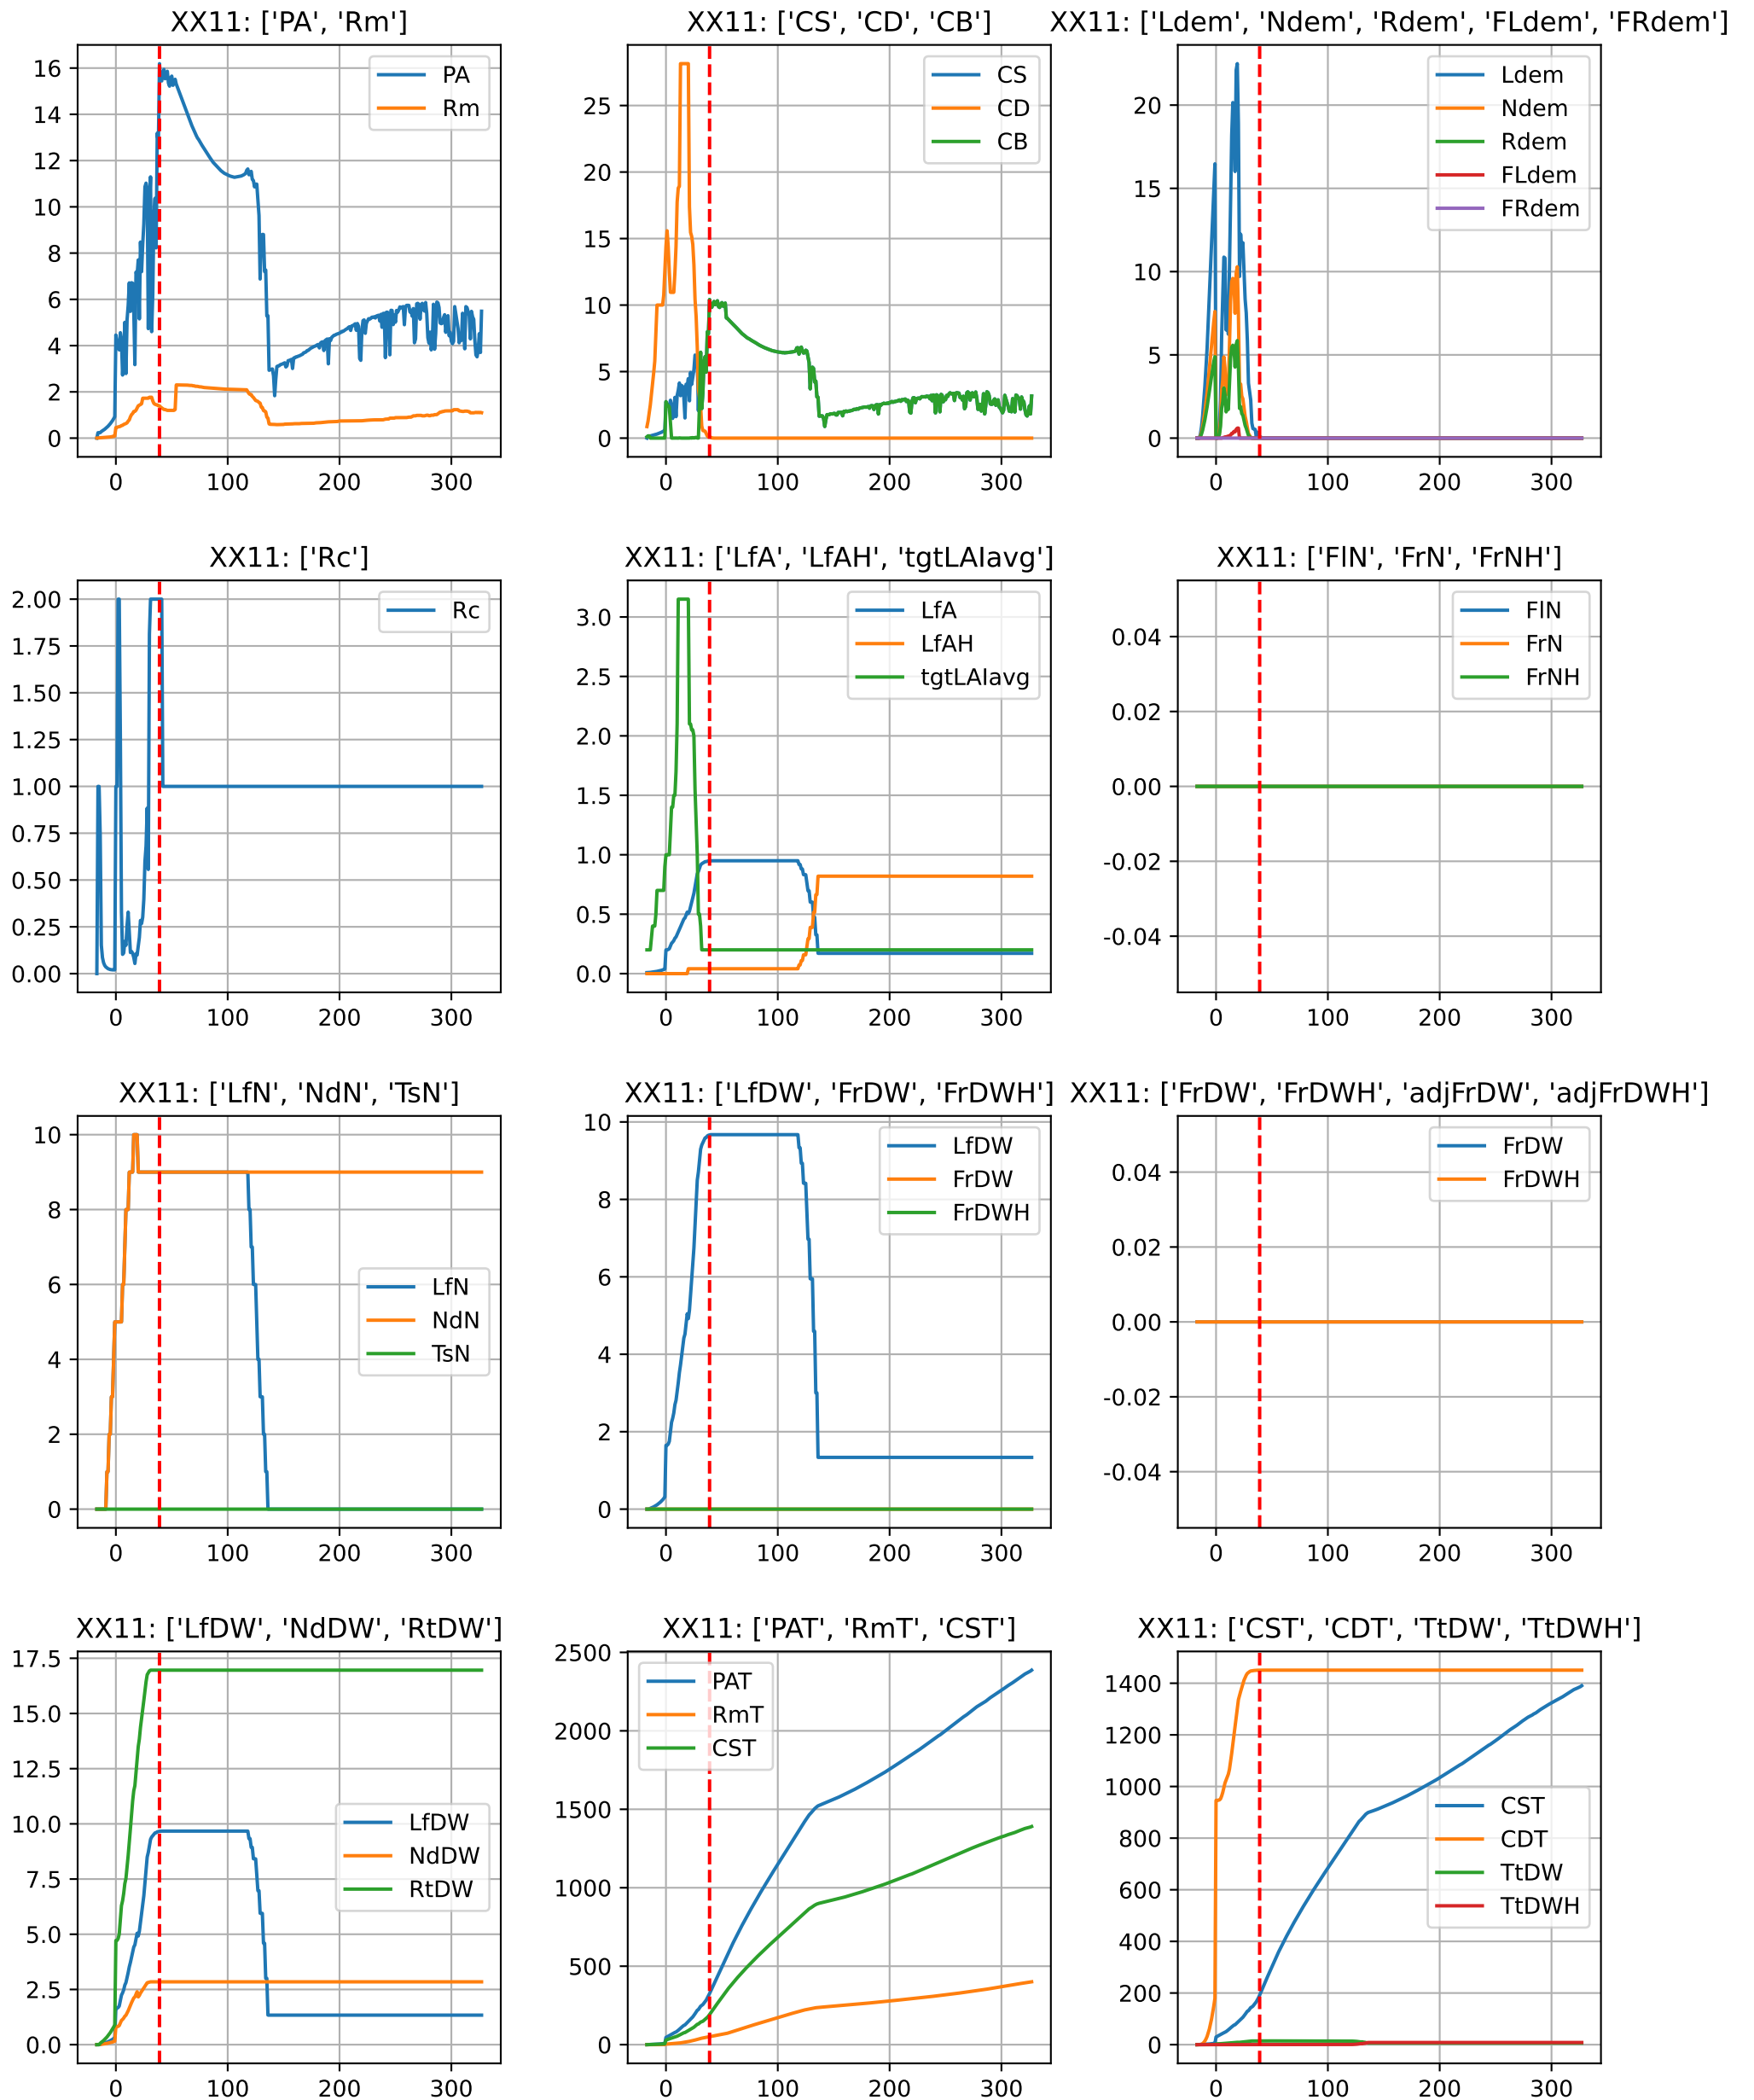 XX11: ['PA', 'Rm']
16
14
12
10
8
6
4
2
0
0 100 200 300
PA
Rm
XX11: ['CS', 'CD', 'CB']
25
20
15
10
5
0
0 100 200 300
CS
CD
CB
XX11: ['Ldem', 'Ndem', 'Rdem', 'FLdem', 'FRdem']
20
15
10
5
0
0 100 200 300
Ldem
Ndem
Rdem
FLdem
FRdem
XX11: ['Rc']
2.00
1.75
1.50
1.25
1.00
0.75
0.50
0.25
0.00
0 100 200 300
Rc
XX11: ['LfA', 'LfAH', 'tgtLAIavg']
3.0
2.5
2.0
1.5
1.0
0.5
0.0
0 100 200 300
LfA
LfAH
tgtLAIavg
XX11: ['FlN', 'FrN', 'FrNH']
0.04
0.02
0.00
-0.02
-0.04
0 100 200 300
FlN
FrN
FrNH
XX11: ['LfN', 'NdN', 'TsN']
10
8
6
4
2
0
0 100 200 300
LfN
NdN
TsN
XX11: ['LfDW', 'FrDW', 'FrDWH']
10
8
6
4
2
0
0 100 200 300
LfDW
FrDW
FrDWH
XX11: ['FrDW', 'FrDWH', 'adjFrDW', 'adjFrDWH']
0.04
0.02
0.00
-0.02
-0.04
0 100 200 300
FrDW
FrDWH
XX11: ['LfDW', 'NdDW', 'RtDW']
17.5
15.0
12.5
10.0
7.5
5.0
2.5
0.0
0 100 200 300
LfDW
NdDW
RtDW
XX11: ['PAT', 'RmT', 'CST']
2500
2000
1500
1000
500
0
0 100 200 300
PAT
RmT
CST
XX11: ['CST', 'CDT', 'TtDW', 'TtDWH']
1400
1200
1000
800
600
400
200
0
0 100 200 300
CST
CDT
TtDW
TtDWH